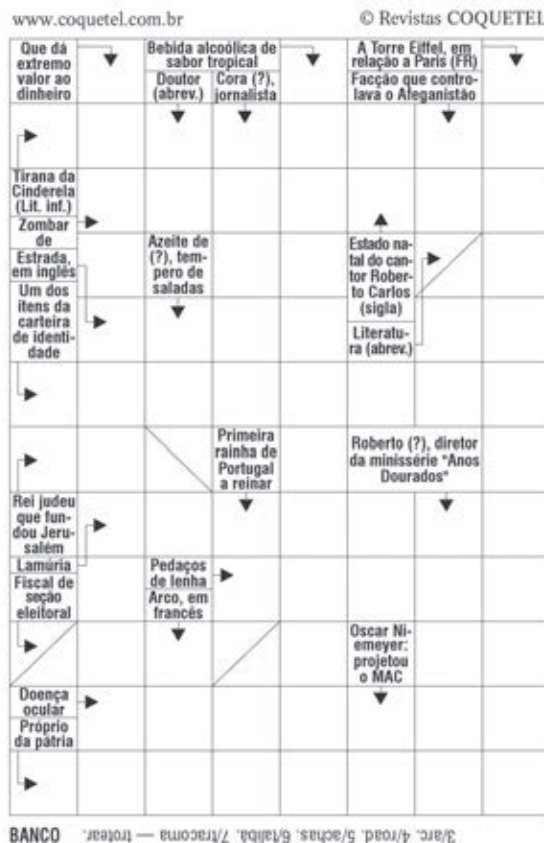 www.coquetel.com.br
© Revistas COQUETEL
Que dá
extremo
valor ao
dinheiro
Bebida alcoólica de
sabor tropical
Doutor
(abrev.)
Cora (?),
jornalista
A Torre Eiffel, em
relação a Paris (FR)
Facção que contro-
lava o Afeganistão
Tirana da
Cinderela
(Lit. inf.)
Zombar
de
Estrada,
em inglês
Um dos
itens da
carteira
de identi-
dade
Azeite de
(?), tem-
pero de
saladas
Estado na-
tal do can-
tor Rober-
to Carlos
(sigla)
Literatu-
ra (abrev.)
Primeira
rainha de
Portugal
a reinar
Roberto (?), diretor
da minissérie "Anos
Dourados"
Rei judeu
que fun-
dou Jeru-
salém
Lamúria
Fiscal de
seção
eleitoral
Pedaços
de lenha
Arco, em
francês
Oscar Ni-
emeyer:
projetou
o MAC
Doença
ocular
Próprio
da pátria
BANCO
3/arc. 4/road. 5/achas. 6/talibã. 7/tracoma — trotear.